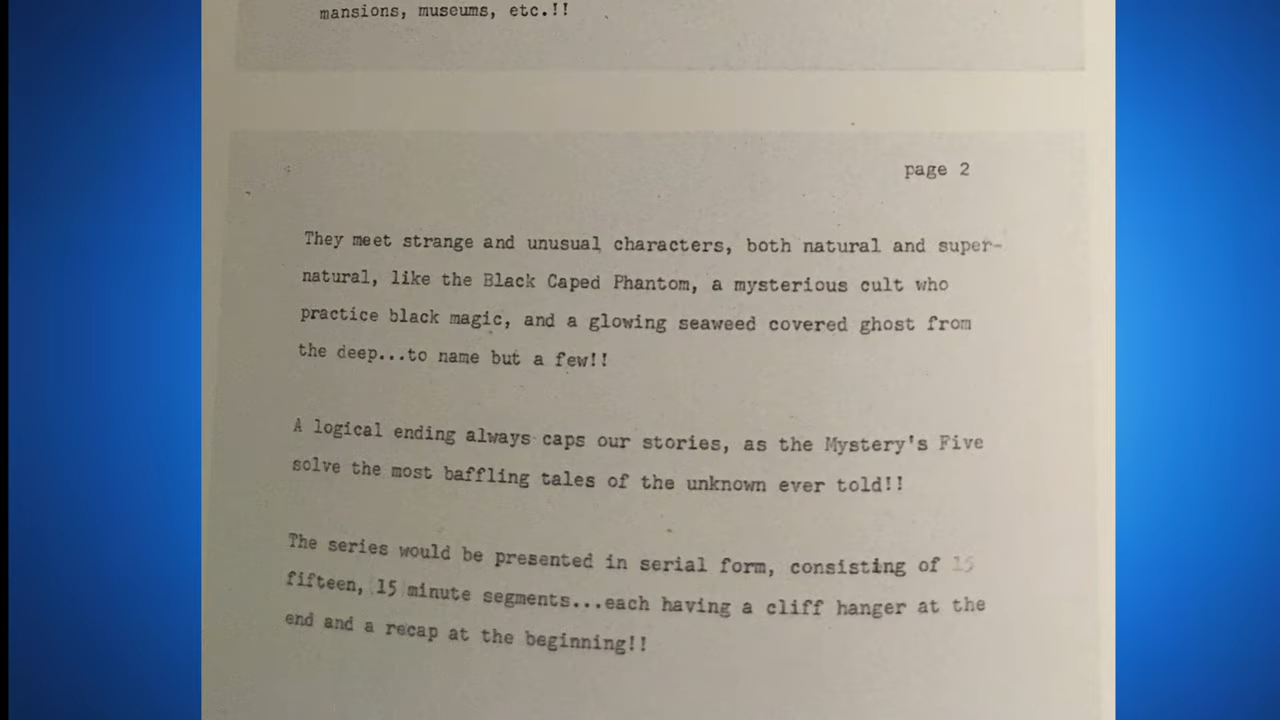 mansions, museums, etc.!!
page 2
They meet strange and unusual characters, both natural and super-
natural, like the Black Caped Phantom, a mysterious cult who
practice black magic, and a glowing seaweed covered ghost from
the deep...to name but a few!!
A logical ending always caps our stories, as the Mystery's Five
solve the most baffling tales of the unknown ever told!!
The series would be presented in serial form, consisting of 15
fifteen, 15 minute segments...each having a cliff hanger at the
end and a recap at the beginning!!